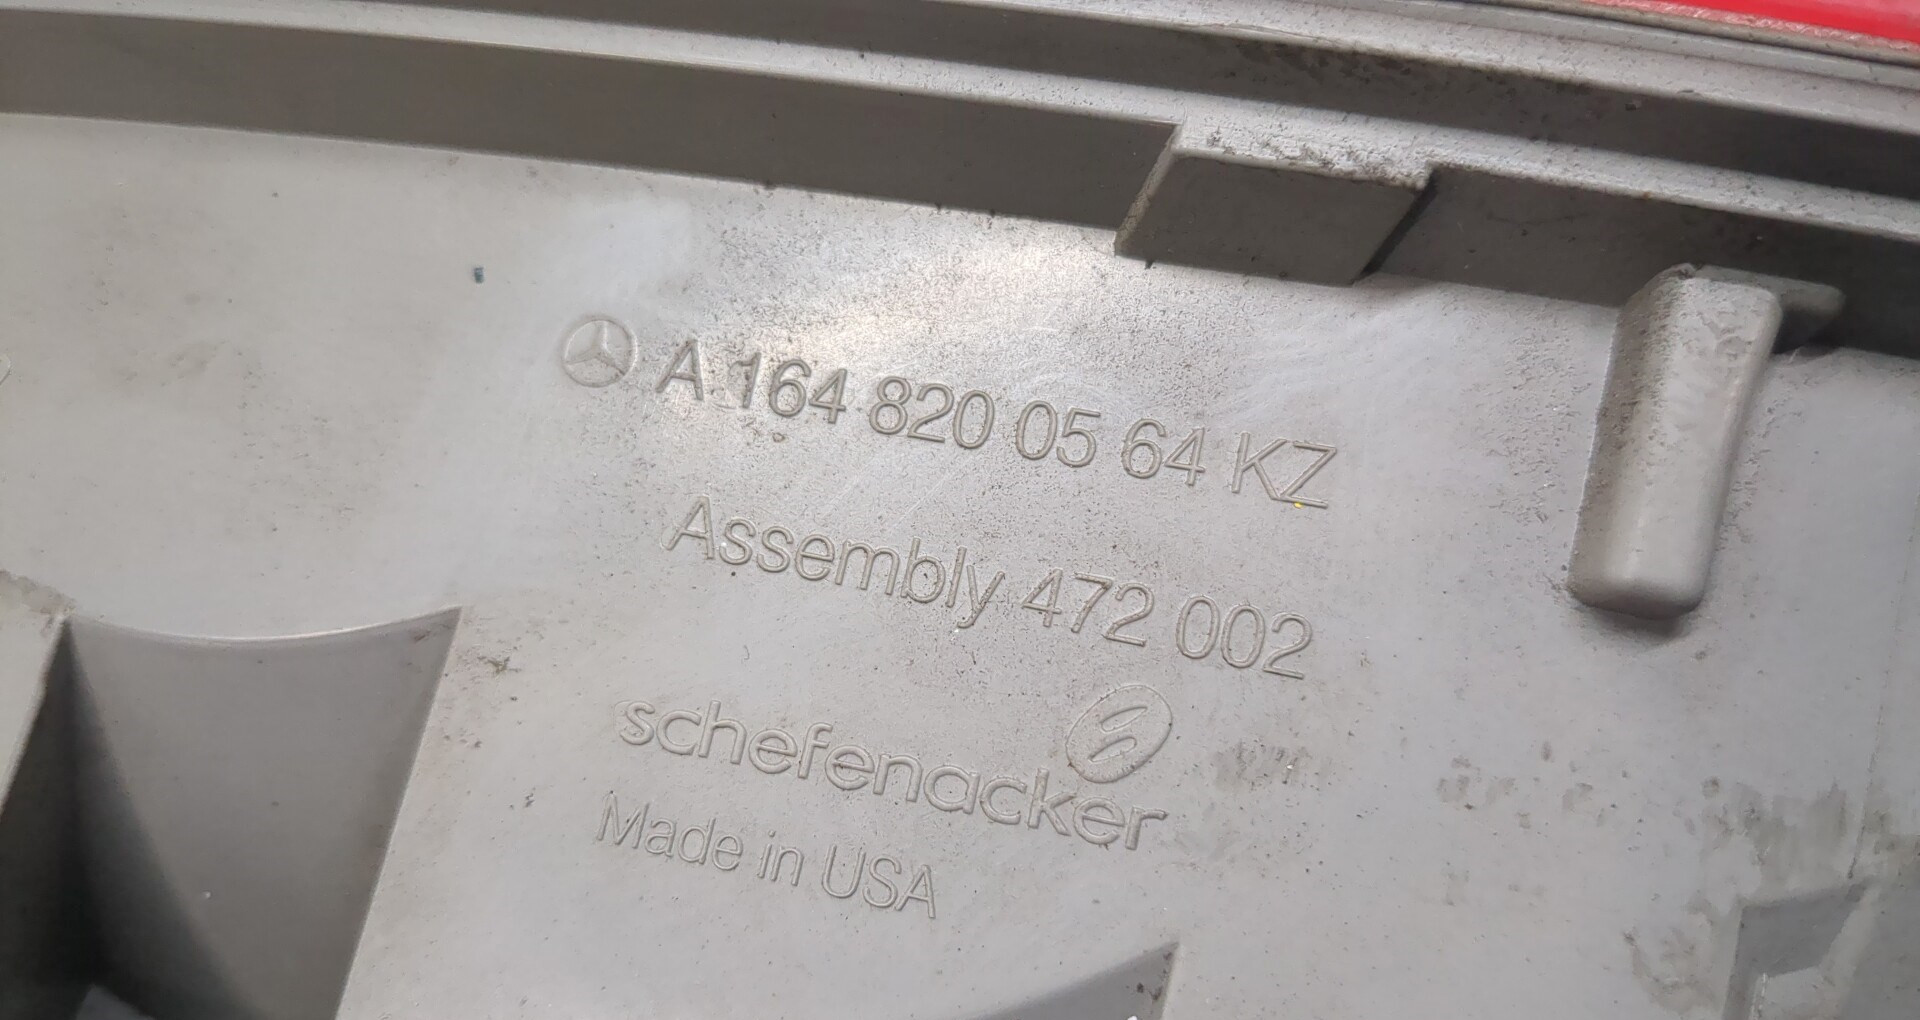 A 164 820 05 64 KZ
Assembly 472 002
schefenacker
Made in USA